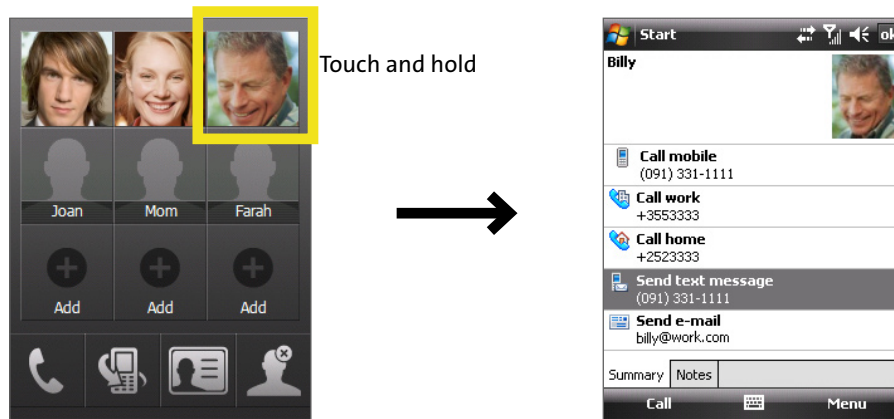 Touch and hold
Joan Mom Farah
Add Add Add
Start ok
Billy
Call mobile
(091) 331-1111
Call work
+3553333
Call home
+2523333
Send text message
(091) 331-1111
Send e-mail
billy@work.com
Summary Notes
Call Menu